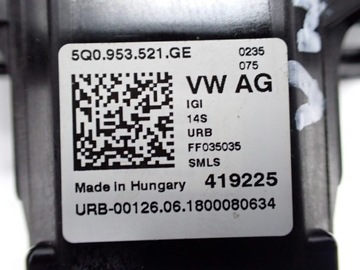 5Q0.953.521.GE
0235
075
VW AG
IGI
14S
URB
FF035035
SMLS
Made in Hungary 419225
URB-00126.06.1800080634